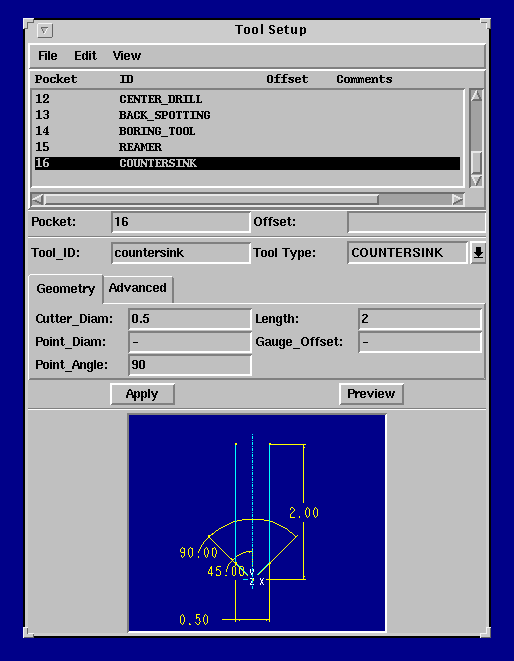 Tool Setup
File Edit View
Pocket ID Offset Comments
12 CENTER_DRILL
13 BACK_SPOTTING
14 BORING_TOOL
15 REAMER
16 COUNTERSINK
Pocket: 16 Offset:
Tool_ID: countersink Tool Type: COUNTERSINK
Geometry Advanced
Cutter_Diam: 0.5 Length: 2
Point_Diam: - Gauge_Offset: -
Point_Angle: 90
Apply Preview
2.00
90.00
45.00 y
z x
0.50